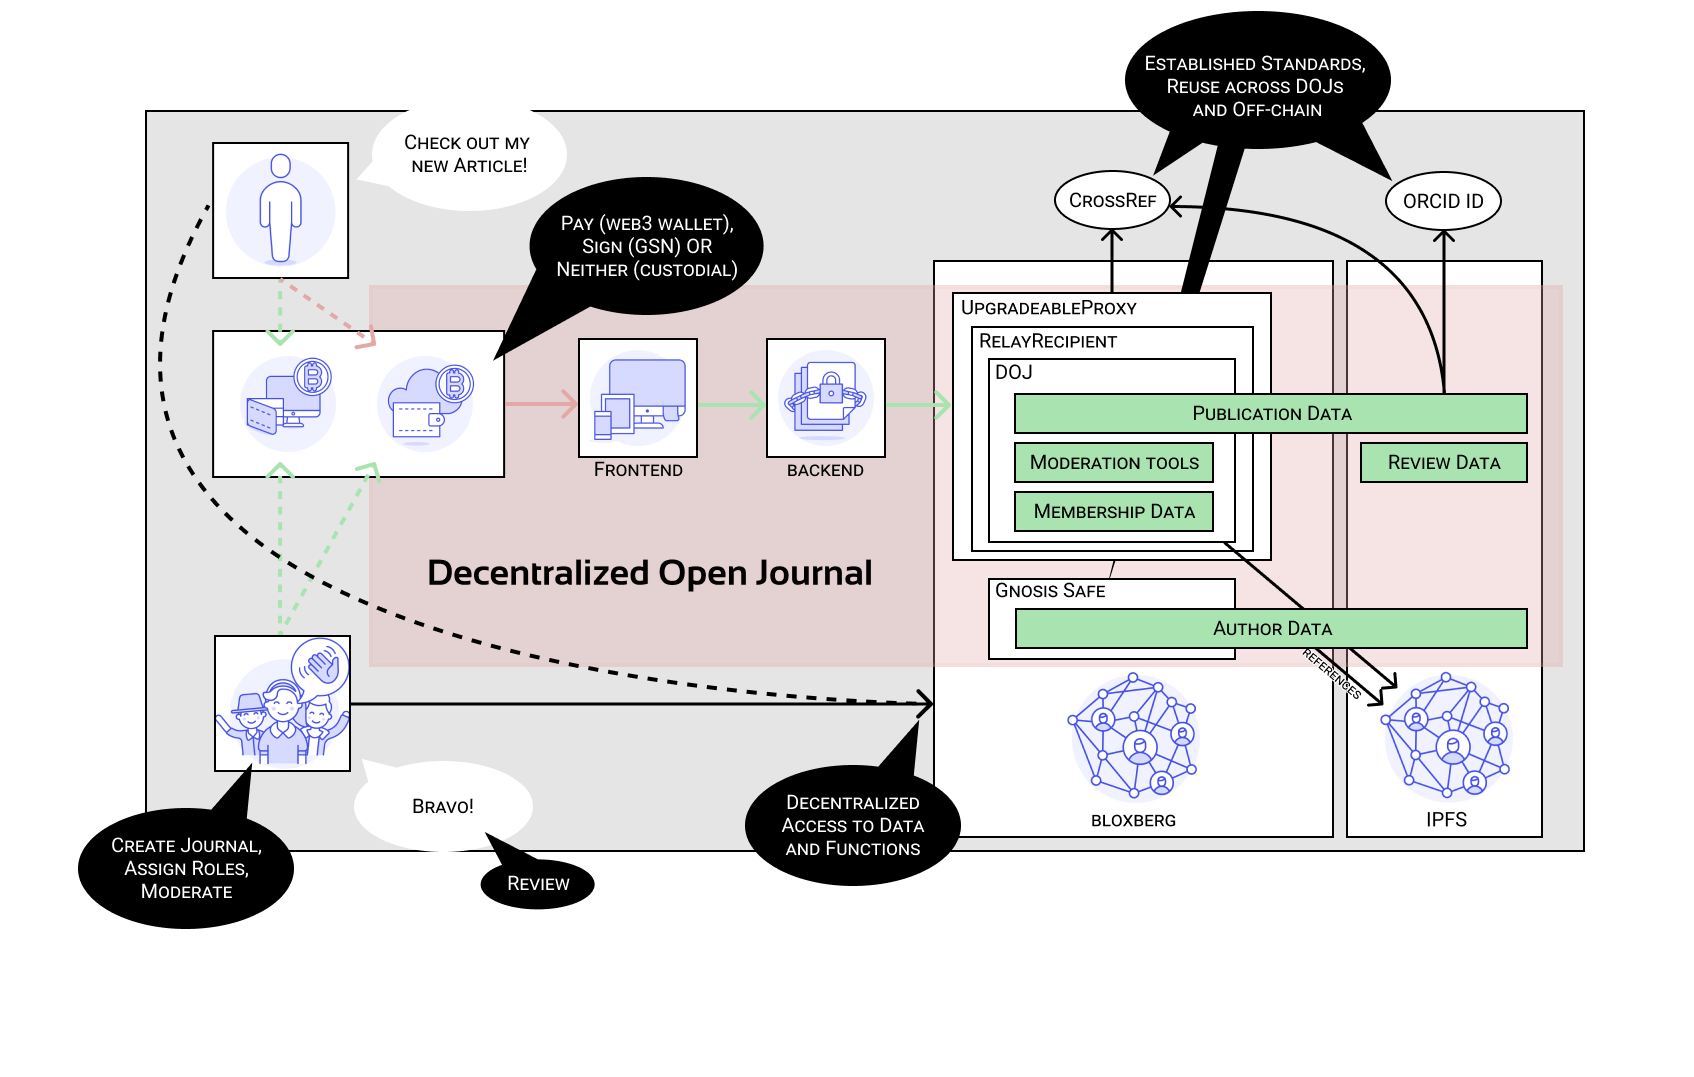 Established Standards,
Reuse across DOJs
and Off-chain
Check out my
new Article!
CrossRef
ORCID ID
Pay (web3 wallet),
Sign (GSN) OR
Neither (custodial)
UpgradeableProxy
RelayRecipient
DOJ
Publication Data
Moderation tools
Review Data
Membership Data
Frontend
backend
Decentralized Open Journal
Gnosis Safe
Author Data
references
Decentralized
Access to Data
and Functions
bloxberg
IPFS
Bravo!
Create Journal,
Assign Roles,
Moderate
Review